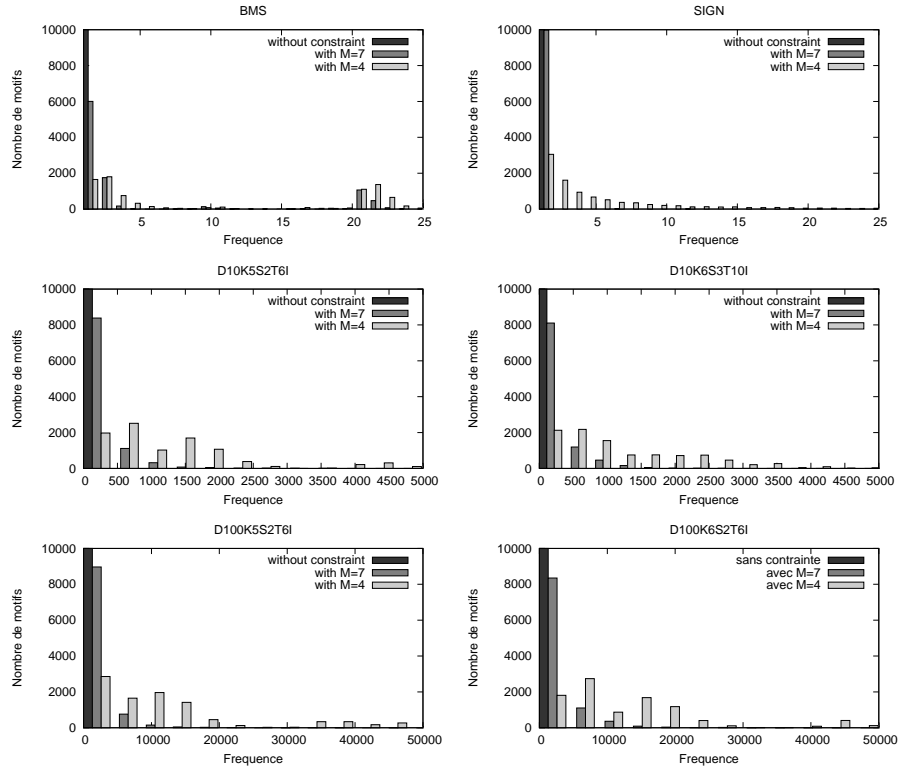 BMS
Nombre de motifs
10000
8000
6000
4000
2000
0
5
10
15
20
25
Frequence
without constraint
with M=7
with M=4
SIGN
Nombre de motifs
10000
8000
6000
4000
2000
0
5
10
15
20
25
Frequence
without constraint
with M=7
with M=4
D10K5S2T6I
Nombre de motifs
10000
8000
6000
4000
2000
0
0 500 1000 1500 2000 2500 3000 3500 4000 4500 5000
Frequence
without constraint
with M=7
with M=4
D10K6S3T10I
Nombre de motifs
10000
8000
6000
4000
2000
0
0 500 1000 1500 2000 2500 3000 3500 4000 4500 5000
Frequence
without constraint
with M=7
with M=4
D100K5S2T6I
Nombre de motifs
10000
8000
6000
4000
2000
0
0 10000 20000 30000 40000 50000
Frequence
without constraint
with M=7
with M=4
D100K6S2T6I
Nombre de motifs
10000
8000
6000
4000
2000
0
0 10000 20000 30000 40000 50000
Frequence
sans contrainte
avec M=7
avec M=4